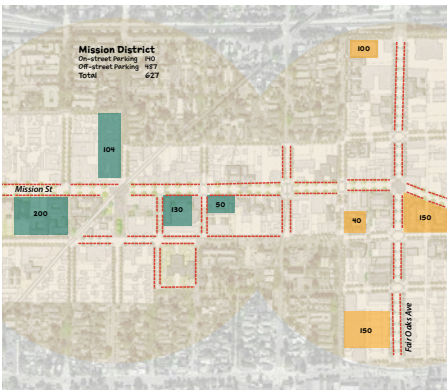 Mission District
On-street Parking 140
Off-street Parking 487
Total 627
100
104
Mission St
200
130
50
40
150
150
Fair Oaks Ave